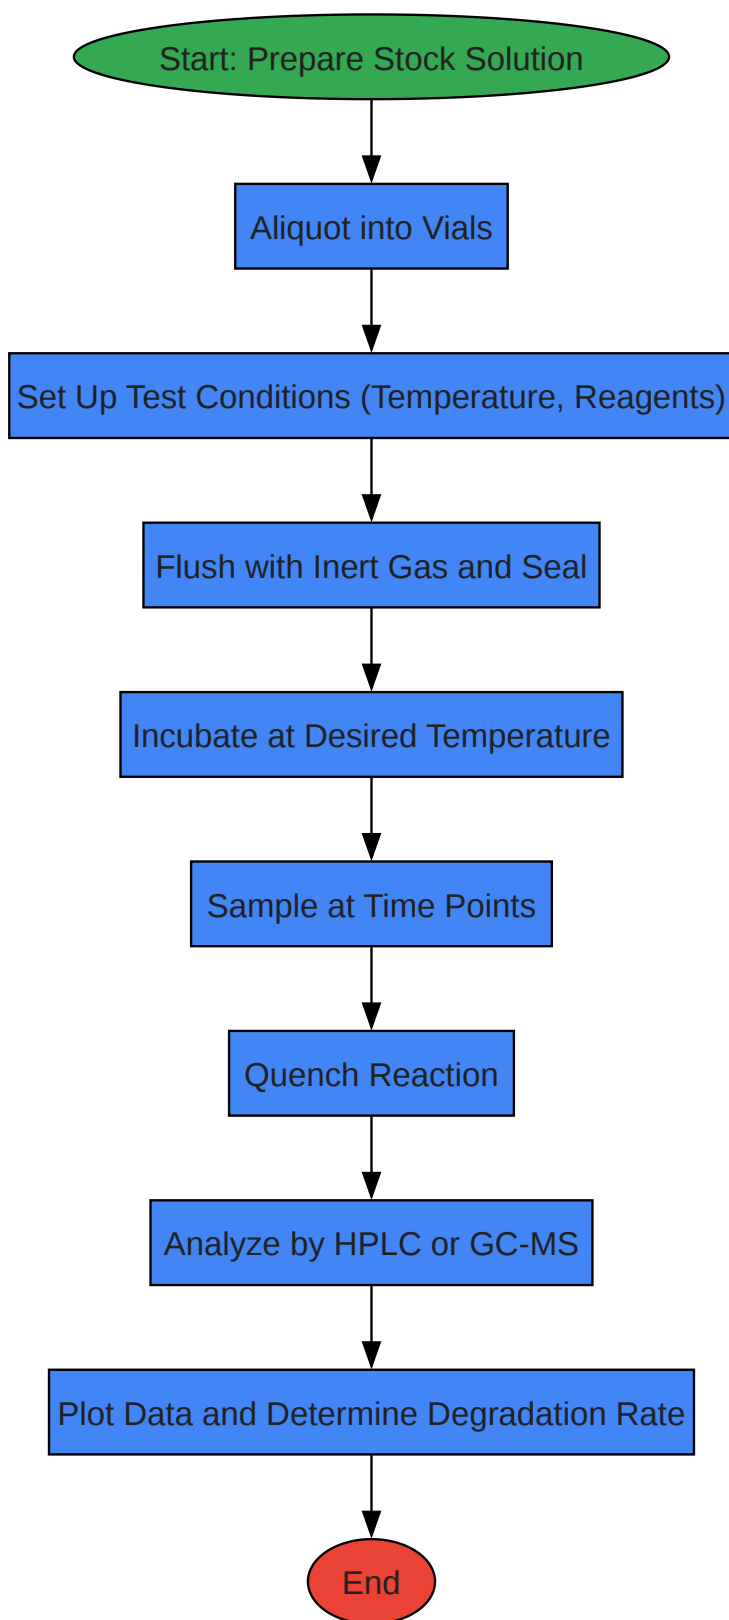 Start: Prepare Stock Solution
Aliquot into Vials
Set Up Test Conditions (Temperature, Reagents)
Flush with Inert Gas and Seal
Incubate at Desired Temperature
Sample at Time Points
Quench Reaction
Analyze by HPLC or GC-MS
Plot Data and Determine Degradation Rate
End